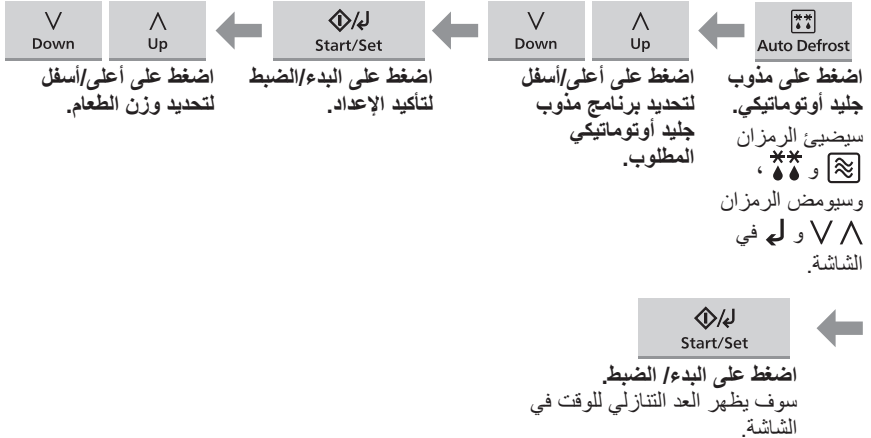 Auto Defrost
اضغط على مذوب
جليد أوتوماتيكي.
سيضيئ الرمزان
و ،
وسيومض الرمزان
و في
الشاشة.
Up
Down
اضغط على أعلى/أسفل
لتحديد برنامج مذوب
جليد أوتوماتيكي
المطلوب.
Start/Set
اضغط على البدء/الضبط
لتأكيد الإعداد.
Up
Down
اضغط على أعلى/أسفل
لتحديد وزن الطعام.
Start/Set
اضغط على البدء/ الضبط.
سوف يظهر العد التنازلي للوقت في
الشاشة.